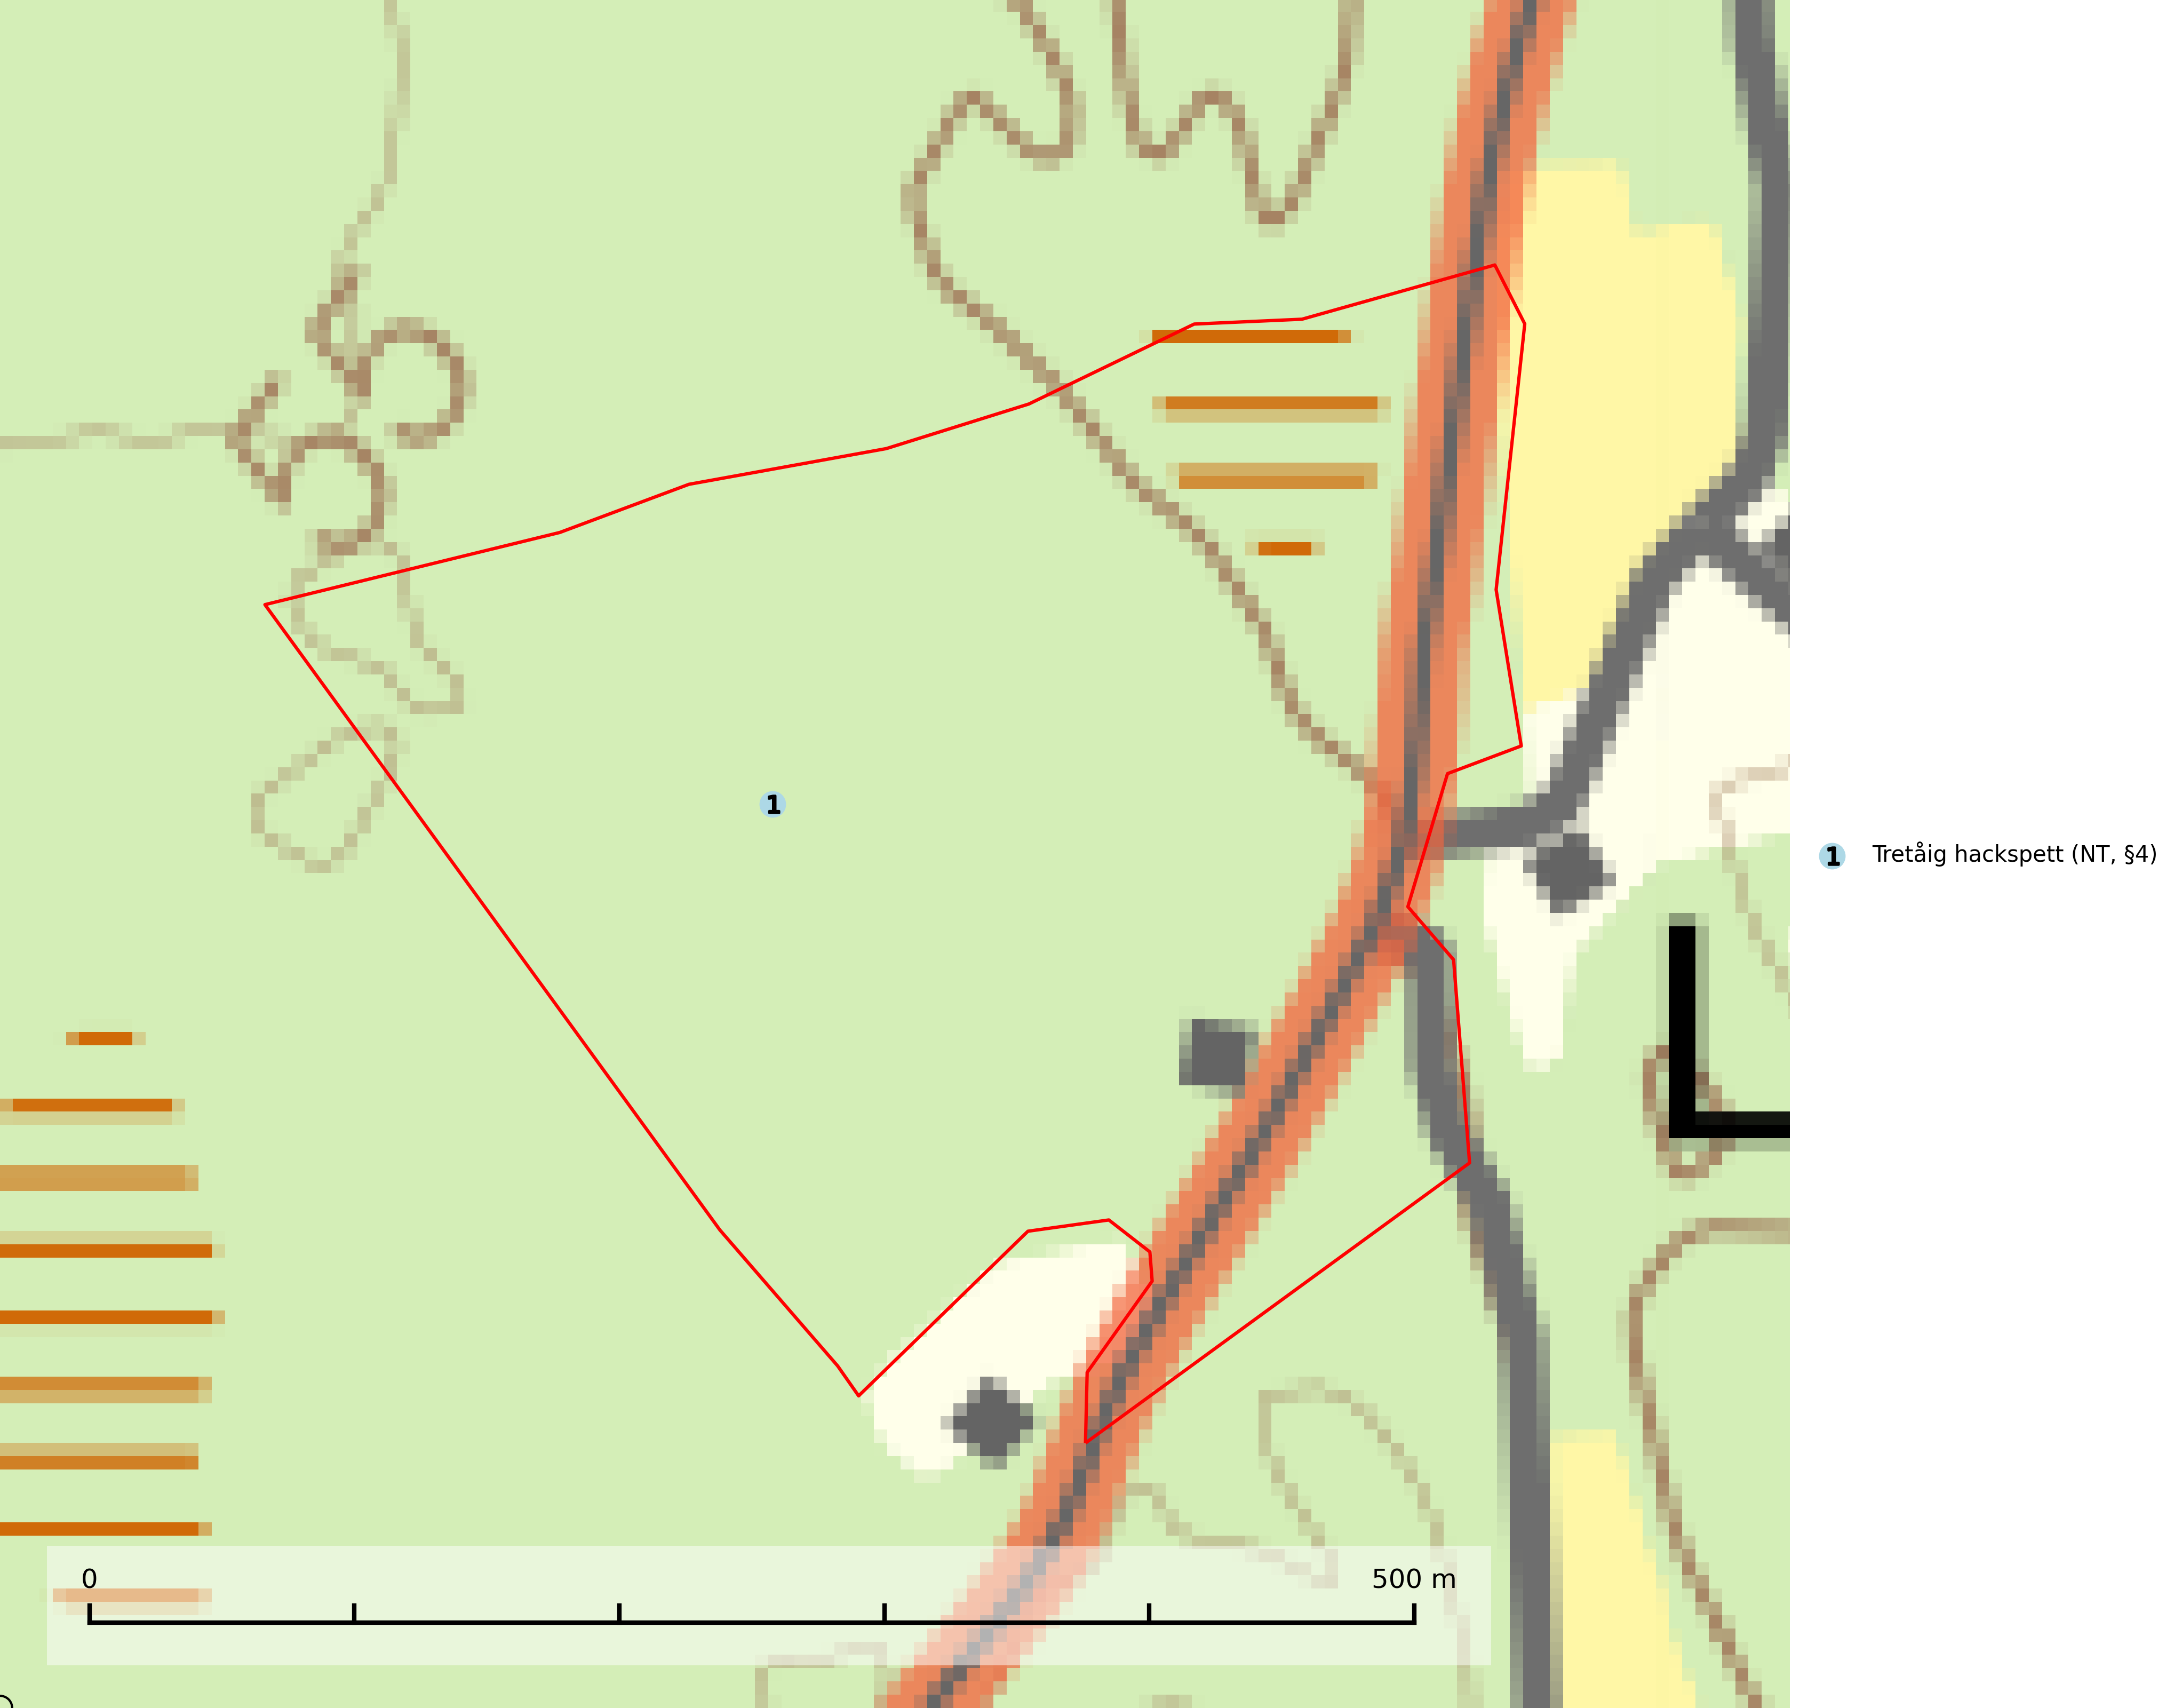 1
1 Tretåig hackspett (NT, §4)
0 500 m